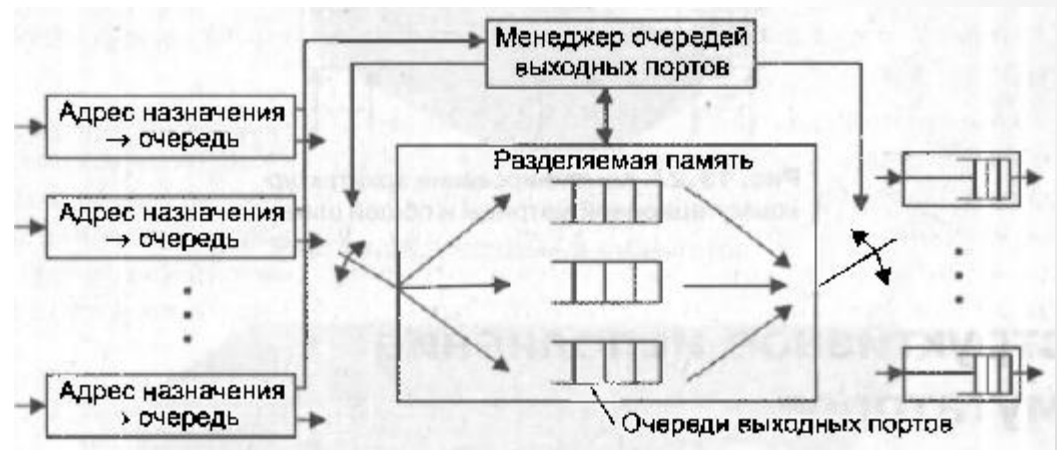 Менеджер очередей
выходных портов
Адрес назначения
→ очередь
Разделяемая память
Адрес назначения
→ очередь
Адрес назначения
→ очередь
Очереди выходных портов